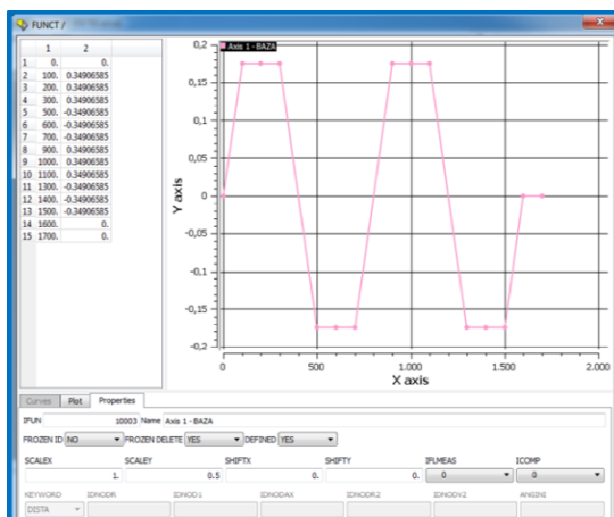 FUNCT /
1 2
1 0. 0.
2 100. 0.34906585
3 200. 0.34906585
4 300. 0.34906585
5 500. -0.34906585
6 600. -0.34906585
7 700. -0.34906585
8 900. 0.34906585
9 1000. 0.34906585
10 1100. 0.34906585
11 1300. -0.34906585
12 1400. -0.34906585
13 1500. -0.34906585
14 1600. 0.
15 1700. 0.
Axis 1 - BAZA
0,2
0,15
0,1
0,05
0
-0,05
-0,1
-0,15
-0,2
Y axis
0 500 1.000 1.500 2.000
X axis
Curves Plot Properties
IFUN 10003 Name Axis 1 - BAZA
FROZEN ID NO FROZEN DELETE YES DEFINED YES
SCALEX SCALEY SHIFTX SHIFTY IFLMEAS ICOMP
1. 0.5 0. 0. 0 0
KEYWORD IDNODR IDNOD1 IDNODAX IDNODR2 IDNODY2
DISTA